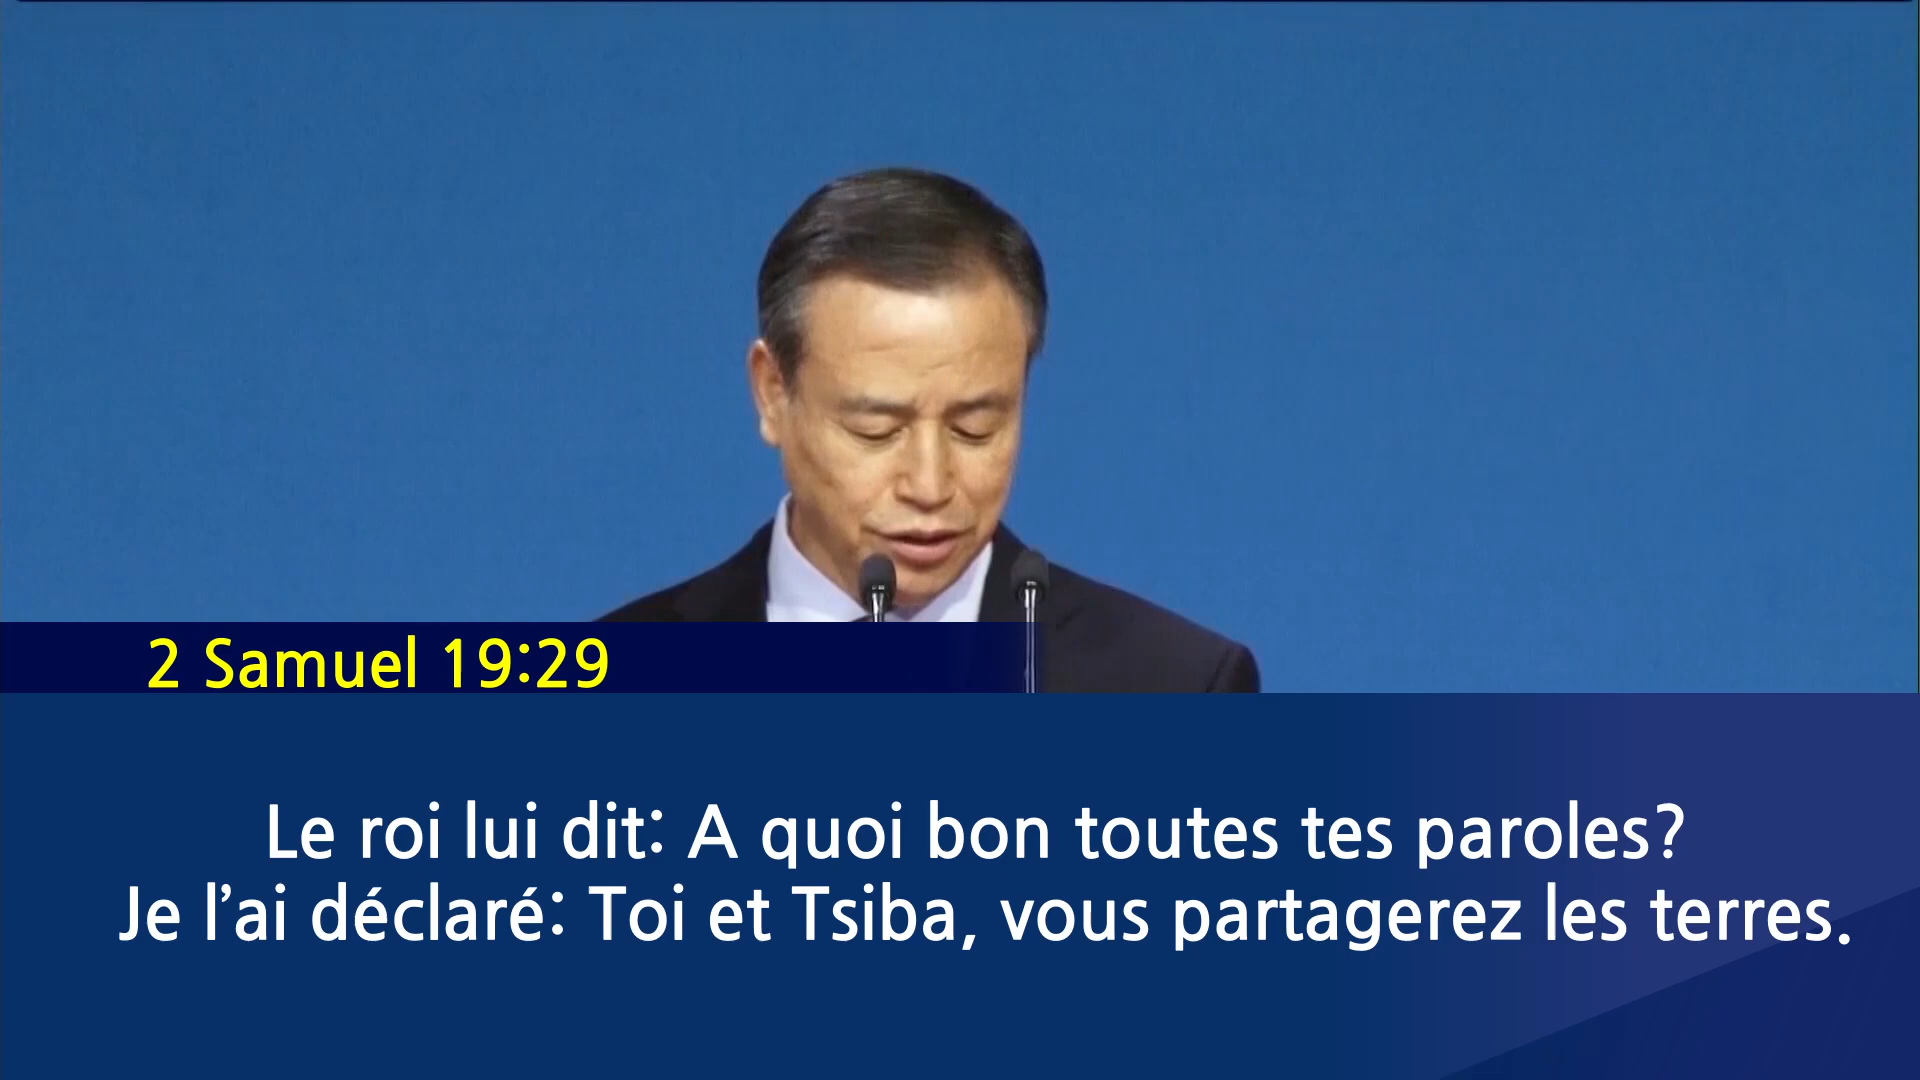 2 Samuel 19:29
Le roi lui dit: A quoi bon toutes tes paroles?
Je l’ai déclaré: Toi et Tsiba, vous partagerez les terres.